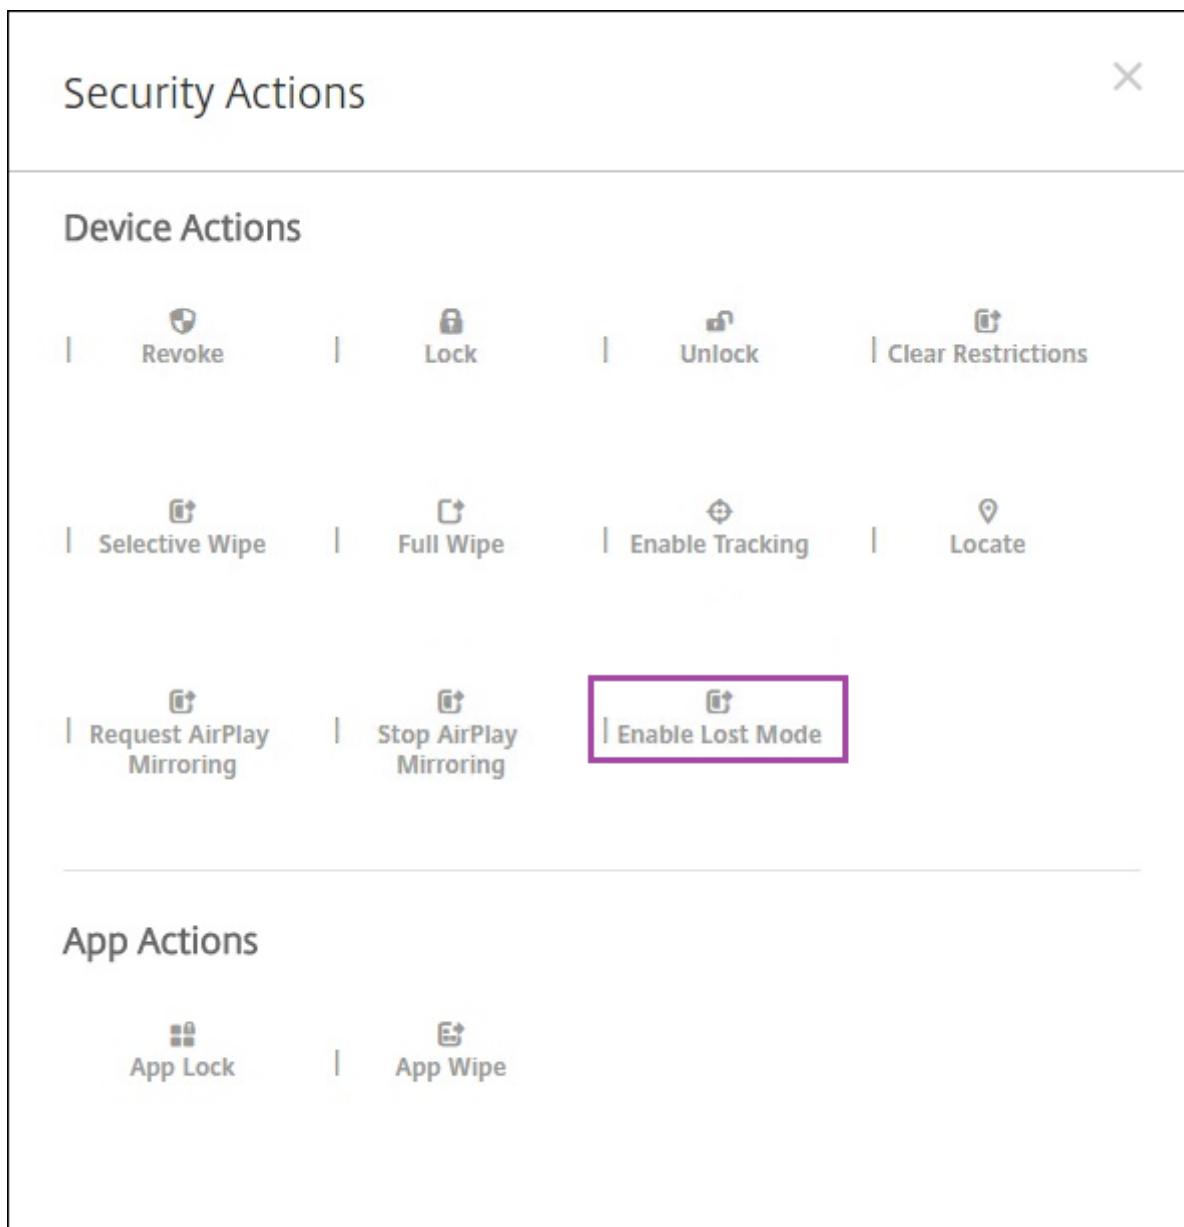 Security Actions
Device Actions
Revoke
Lock
Unlock
Clear Restrictions
Selective Wipe
Full Wipe
Enable Tracking
Locate
Request AirPlay
Mirroring
Stop AirPlay
Mirroring
Enable Lost Mode
App Actions
App Lock
App Wipe